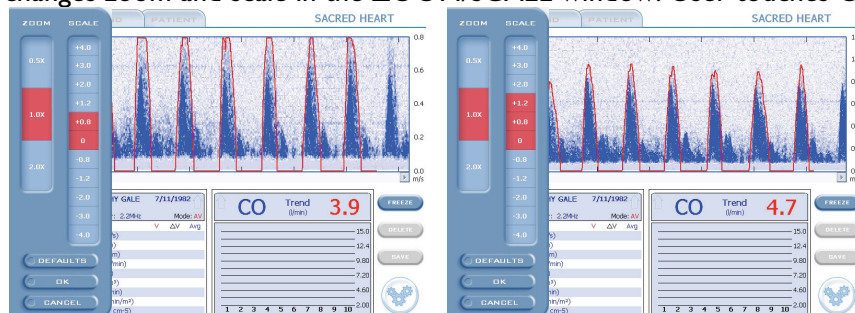 changes zoom and scale in the ZOOM/SCALE window. User touches
ZOOM SCALE
PATIENT
SACRED HEART
+4.0
0.5X
+3.0
+2.0
+1.2
1.0X
+0.8
0
-0.8
2.0X
-1.2
-2.0
-3.0
-4.0
DEFAULTS
OK
CANCEL
0.8
0.6
0.4
0.2
0.0
m/s
HY GALE 7/11/1982
: 2.2MHz Mode: AV
V ΔV Avg
CO Trend (l/min) 3.9
15.0
12.4
9.80
7.20
4.60
2.00
1 2 3 4 5 6 7 8 9 10
FREEZE
DELETE
SAVE
ZOOM SCALE
PATIENT
SACRED HEART
+4.0
0.5X
+3.0
+2.0
+1.2
1.0X
+0.8
0
-0.8
2.0X
-1.2
-2.0
-3.0
-4.0
DEFAULTS
OK
CANCEL
m/s
HY GALE 7/11/1982
: 2.2MHz Mode: AV
V ΔV Avg
CO Trend (l/min) 4.7
15.0
12.4
9.80
7.20
4.60
2.00
1 2 3 4 5 6 7 8 9 10
FREEZE
DELETE
SAVE